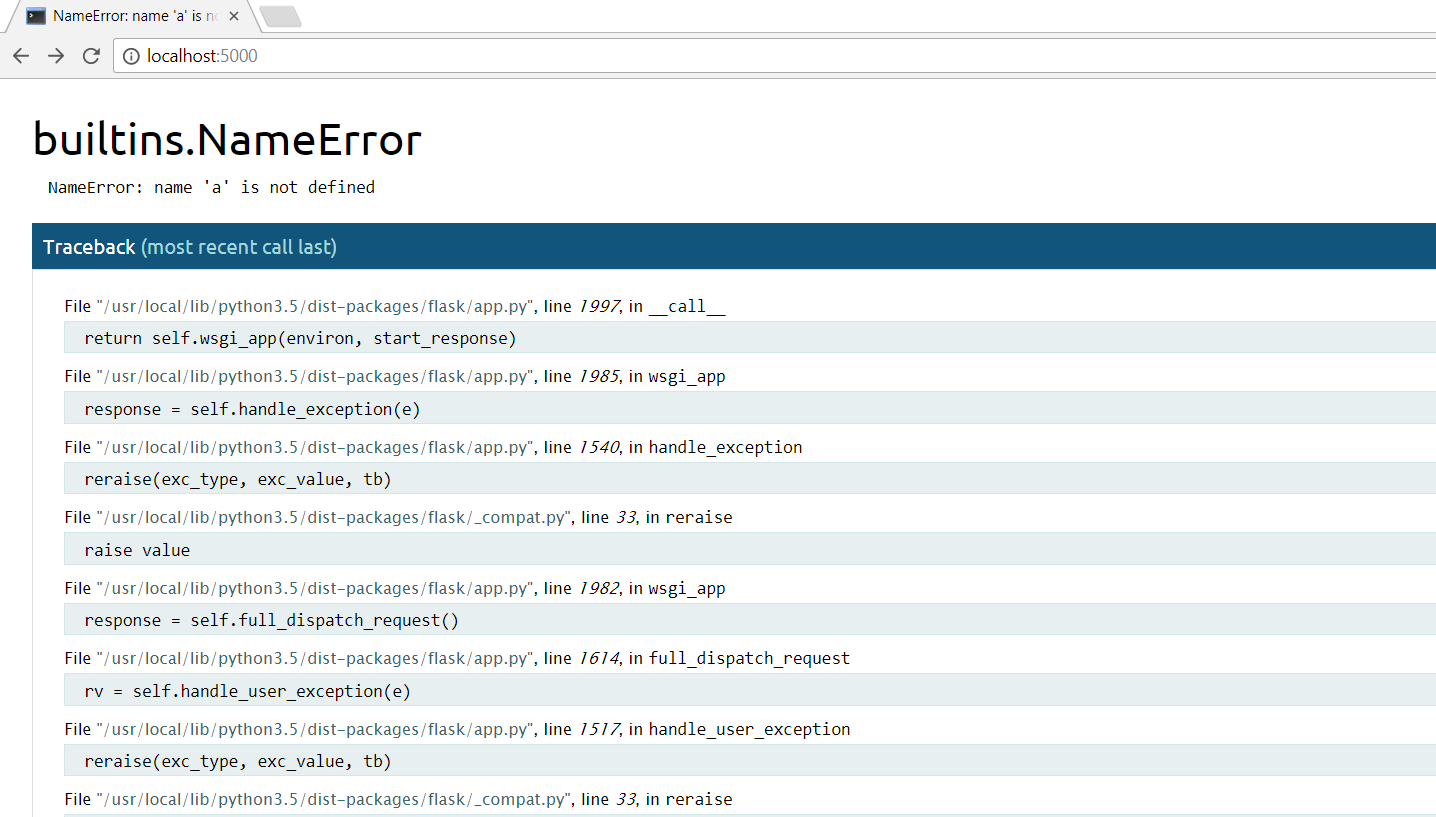 NameError: name 'a' is no
localhost:5000
builtins.NameError
NameError: name 'a' is not defined
Traceback (most recent call last)
File "/usr/local/lib/python3.5/dist-packages/flask/app.py", line 1997, in __call__
return self.wsgi_app(environ, start_response)
File "/usr/local/lib/python3.5/dist-packages/flask/app.py", line 1985, in wsgi_app
response = self.handle_exception(e)
File "/usr/local/lib/python3.5/dist-packages/flask/app.py", line 1540, in handle_exception
reraise(exc_type, exc_value, tb)
File "/usr/local/lib/python3.5/dist-packages/flask/_compat.py", line 33, in reraise
raise value
File "/usr/local/lib/python3.5/dist-packages/flask/app.py", line 1982, in wsgi_app
response = self.full_dispatch_request()
File "/usr/local/lib/python3.5/dist-packages/flask/app.py", line 1614, in full_dispatch_request
rv = self.handle_user_exception(e)
File "/usr/local/lib/python3.5/dist-packages/flask/app.py", line 1517, in handle_user_exception
reraise(exc_type, exc_value, tb)
File "/usr/local/lib/python3.5/dist-packages/flask/_compat.py", line 33, in reraise